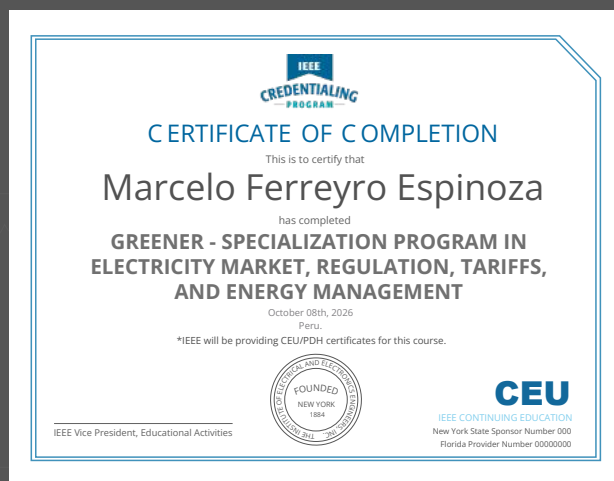 IEEE
CREDENTIALING
PROGRAM
CERTIFICATE OF COMPLETION
This is to certify that
Marcelo Ferreyro Espinoza
has completed
GREENER - SPECIALIZATION PROGRAM IN
ELECTRICITY MARKET, REGULATION, TARIFFS,
AND ENERGY MANAGEMENT
October 08th, 2026
Peru.
*IEEE will be providing CEU/PDH certificates for this course.
THE INSTITUTE OF ELECTRICAL AND ELECTRONICS ENGINEERS, INC.
FOUNDED
NEW YORK
1884
CEU
IEEE CONTINUING EDUCATION
New York State Sponsor Number 000
Florida Provider Number 00000000
IEEE Vice President, Educational Activities